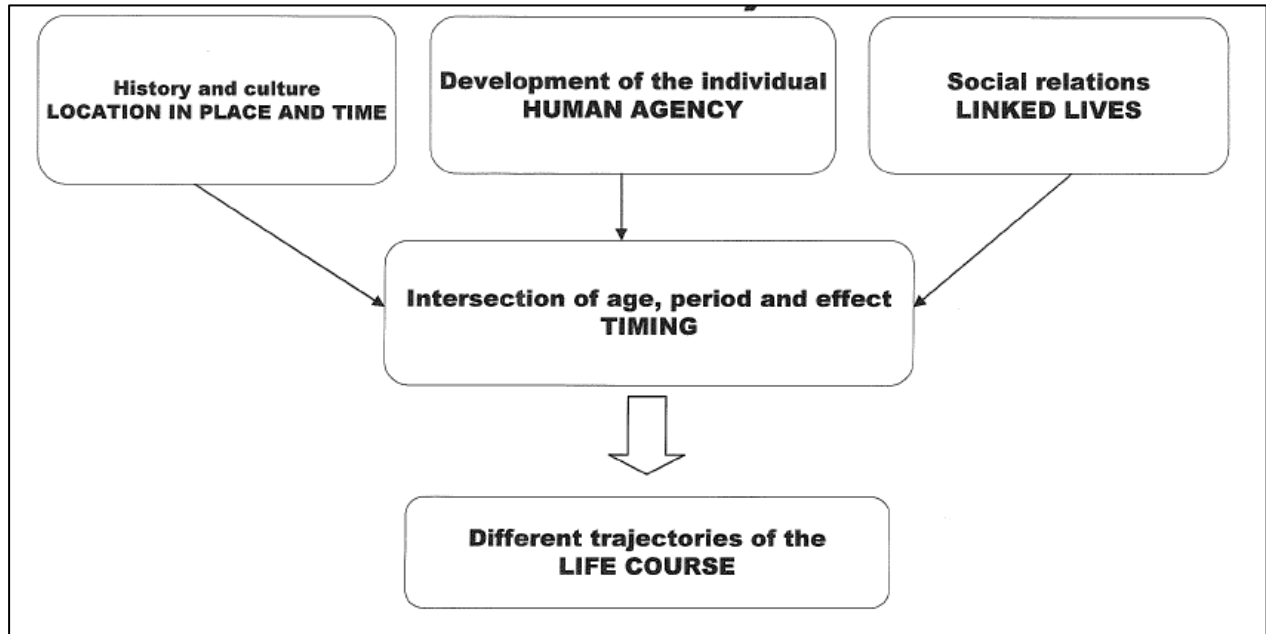 History and culture
LOCATION IN PLACE AND TIME
Development of the individual
HUMAN AGENCY
Social relations
LINKED LIVES
Intersection of age, period and effect
TIMING
Different trajectories of the
LIFE COURSE